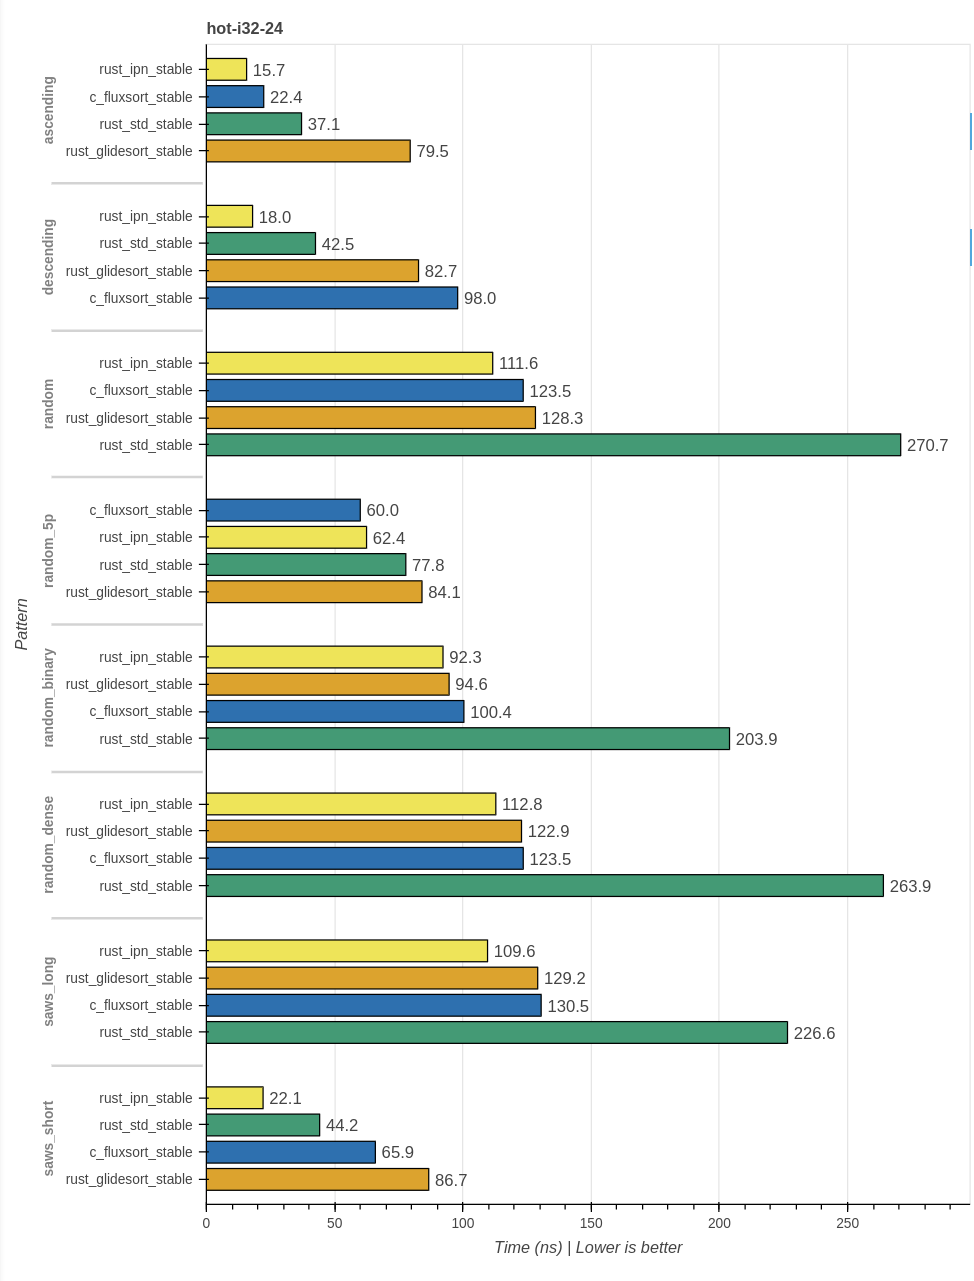 hot-i32-24
Pattern
ascending
rust_ipn_stable 15.7
c_fluxsort_stable 22.4
rust_std_stable 37.1
rust_glidesort_stable 79.5
descending
rust_ipn_stable 18.0
rust_std_stable 42.5
rust_glidesort_stable 82.7
c_fluxsort_stable 98.0
random
rust_ipn_stable 111.6
c_fluxsort_stable 123.5
rust_glidesort_stable 128.3
rust_std_stable 270.7
random_5p
c_fluxsort_stable 60.0
rust_ipn_stable 62.4
rust_std_stable 77.8
rust_glidesort_stable 84.1
random_binary
rust_ipn_stable 92.3
rust_glidesort_stable 94.6
c_fluxsort_stable 100.4
rust_std_stable 203.9
random_dense
rust_ipn_stable 112.8
rust_glidesort_stable 122.9
c_fluxsort_stable 123.5
rust_std_stable 263.9
saws_long
rust_ipn_stable 109.6
rust_glidesort_stable 129.2
c_fluxsort_stable 130.5
rust_std_stable 226.6
saws_short
rust_ipn_stable 22.1
rust_std_stable 44.2
c_fluxsort_stable 65.9
rust_glidesort_stable 86.7
0 50 100 150 200 250
Time (ns) | Lower is better